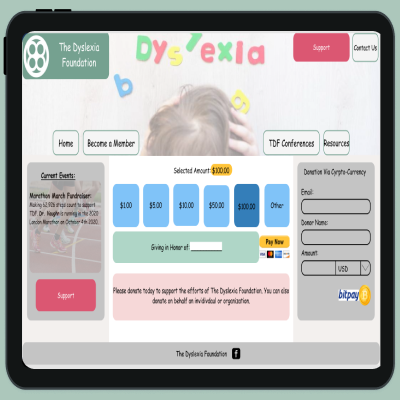 The Dyslexia
Foundation
Dyslexia
Support
Contact Us
b
g
Home
Become a Member
TDF Conferences
Resources
Current Events:
Marathon March Fundraiser:
Making 62,926 steps count to support
TDF. Dr. Vaughn is running in the 2020
London Marathon on October 4th 2020.
Support
Selected Amount: $100.00
$1.00
$5.00
$10.00
$50.00
$100.00
Other
Giving in Honor of:
Pay Now
VISA
Please donate today to support the efforts of The Dyslexia Foundation. You can also
donate on behalf an invidividual or organization.
Donation Via Cyrpto-Currency
Email:
Donor Name:
Amount:
USD
bitpay
The Dyslexia Foundation
f